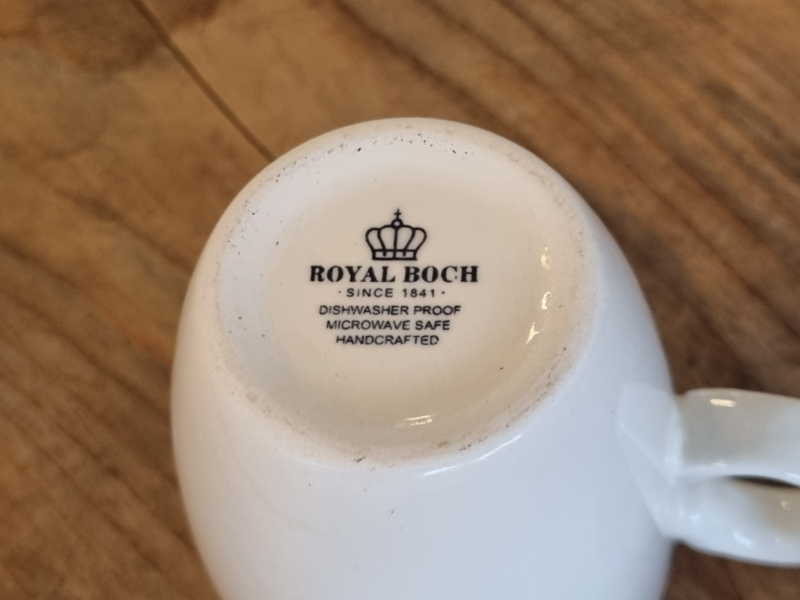 ROYAL BOCH
· SINCE 1841 ·
DISHWASHER PROOF
MICROWAVE SAFE
HANDCRAFTED